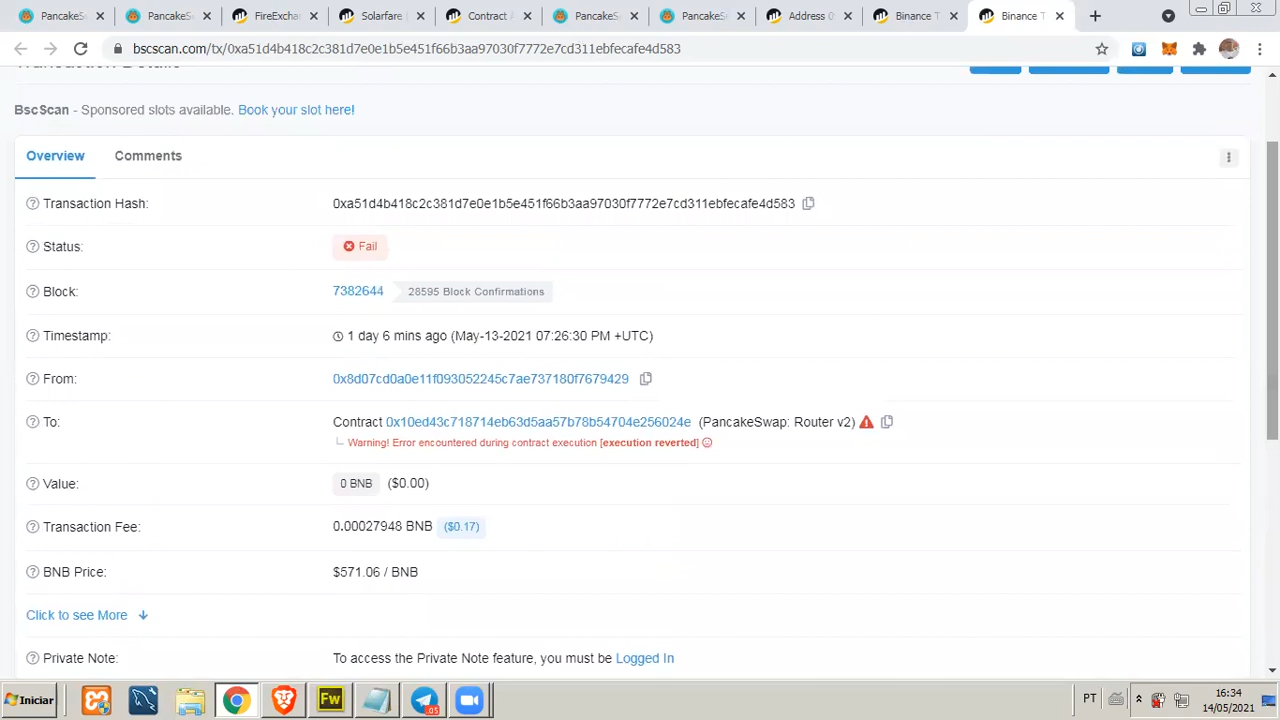 PancakeS
PancakeS
FireExcha
Solarfare
Contract A
PancakeS
PancakeS
Address
Binance T
Binance T
bscscan.com/tx/0xa51d4b418c2c381d7e0e1b5e451f66b3aa97030f7772e7cd311ebfecafe4d583
Transaction Details
BscScan - Sponsored slots available. Book your slot here!
Overview
Comments
Transaction Hash:
0xa51d4b418c2c381d7e0e1b5e451f66b3aa97030f7772e7cd311ebfecafe4d583
Status:
Fail
Block:
7382644
28595 Block Confirmations
Timestamp:
1 day 6 mins ago (May-13-2021 07:26:30 PM +UTC)
From:
0x8d07cd0a0e11f093052245c7ae737180f7679429
To:
Contract 0x10ed43c718714eb63d5aa57b78b54704e256024e (PancakeSwap: Router v2)
Warning! Error encountered during contract execution [execution reverted]
Value:
0 BNB ($0.00)
Transaction Fee:
0.00027948 BNB ($0.17)
BNB Price:
$571.06 / BNB
Click to see More
Private Note:
To access the Private Note feature, you must be Logged In
Iniciar
Fw
05
PT
16:34
14/05/2021